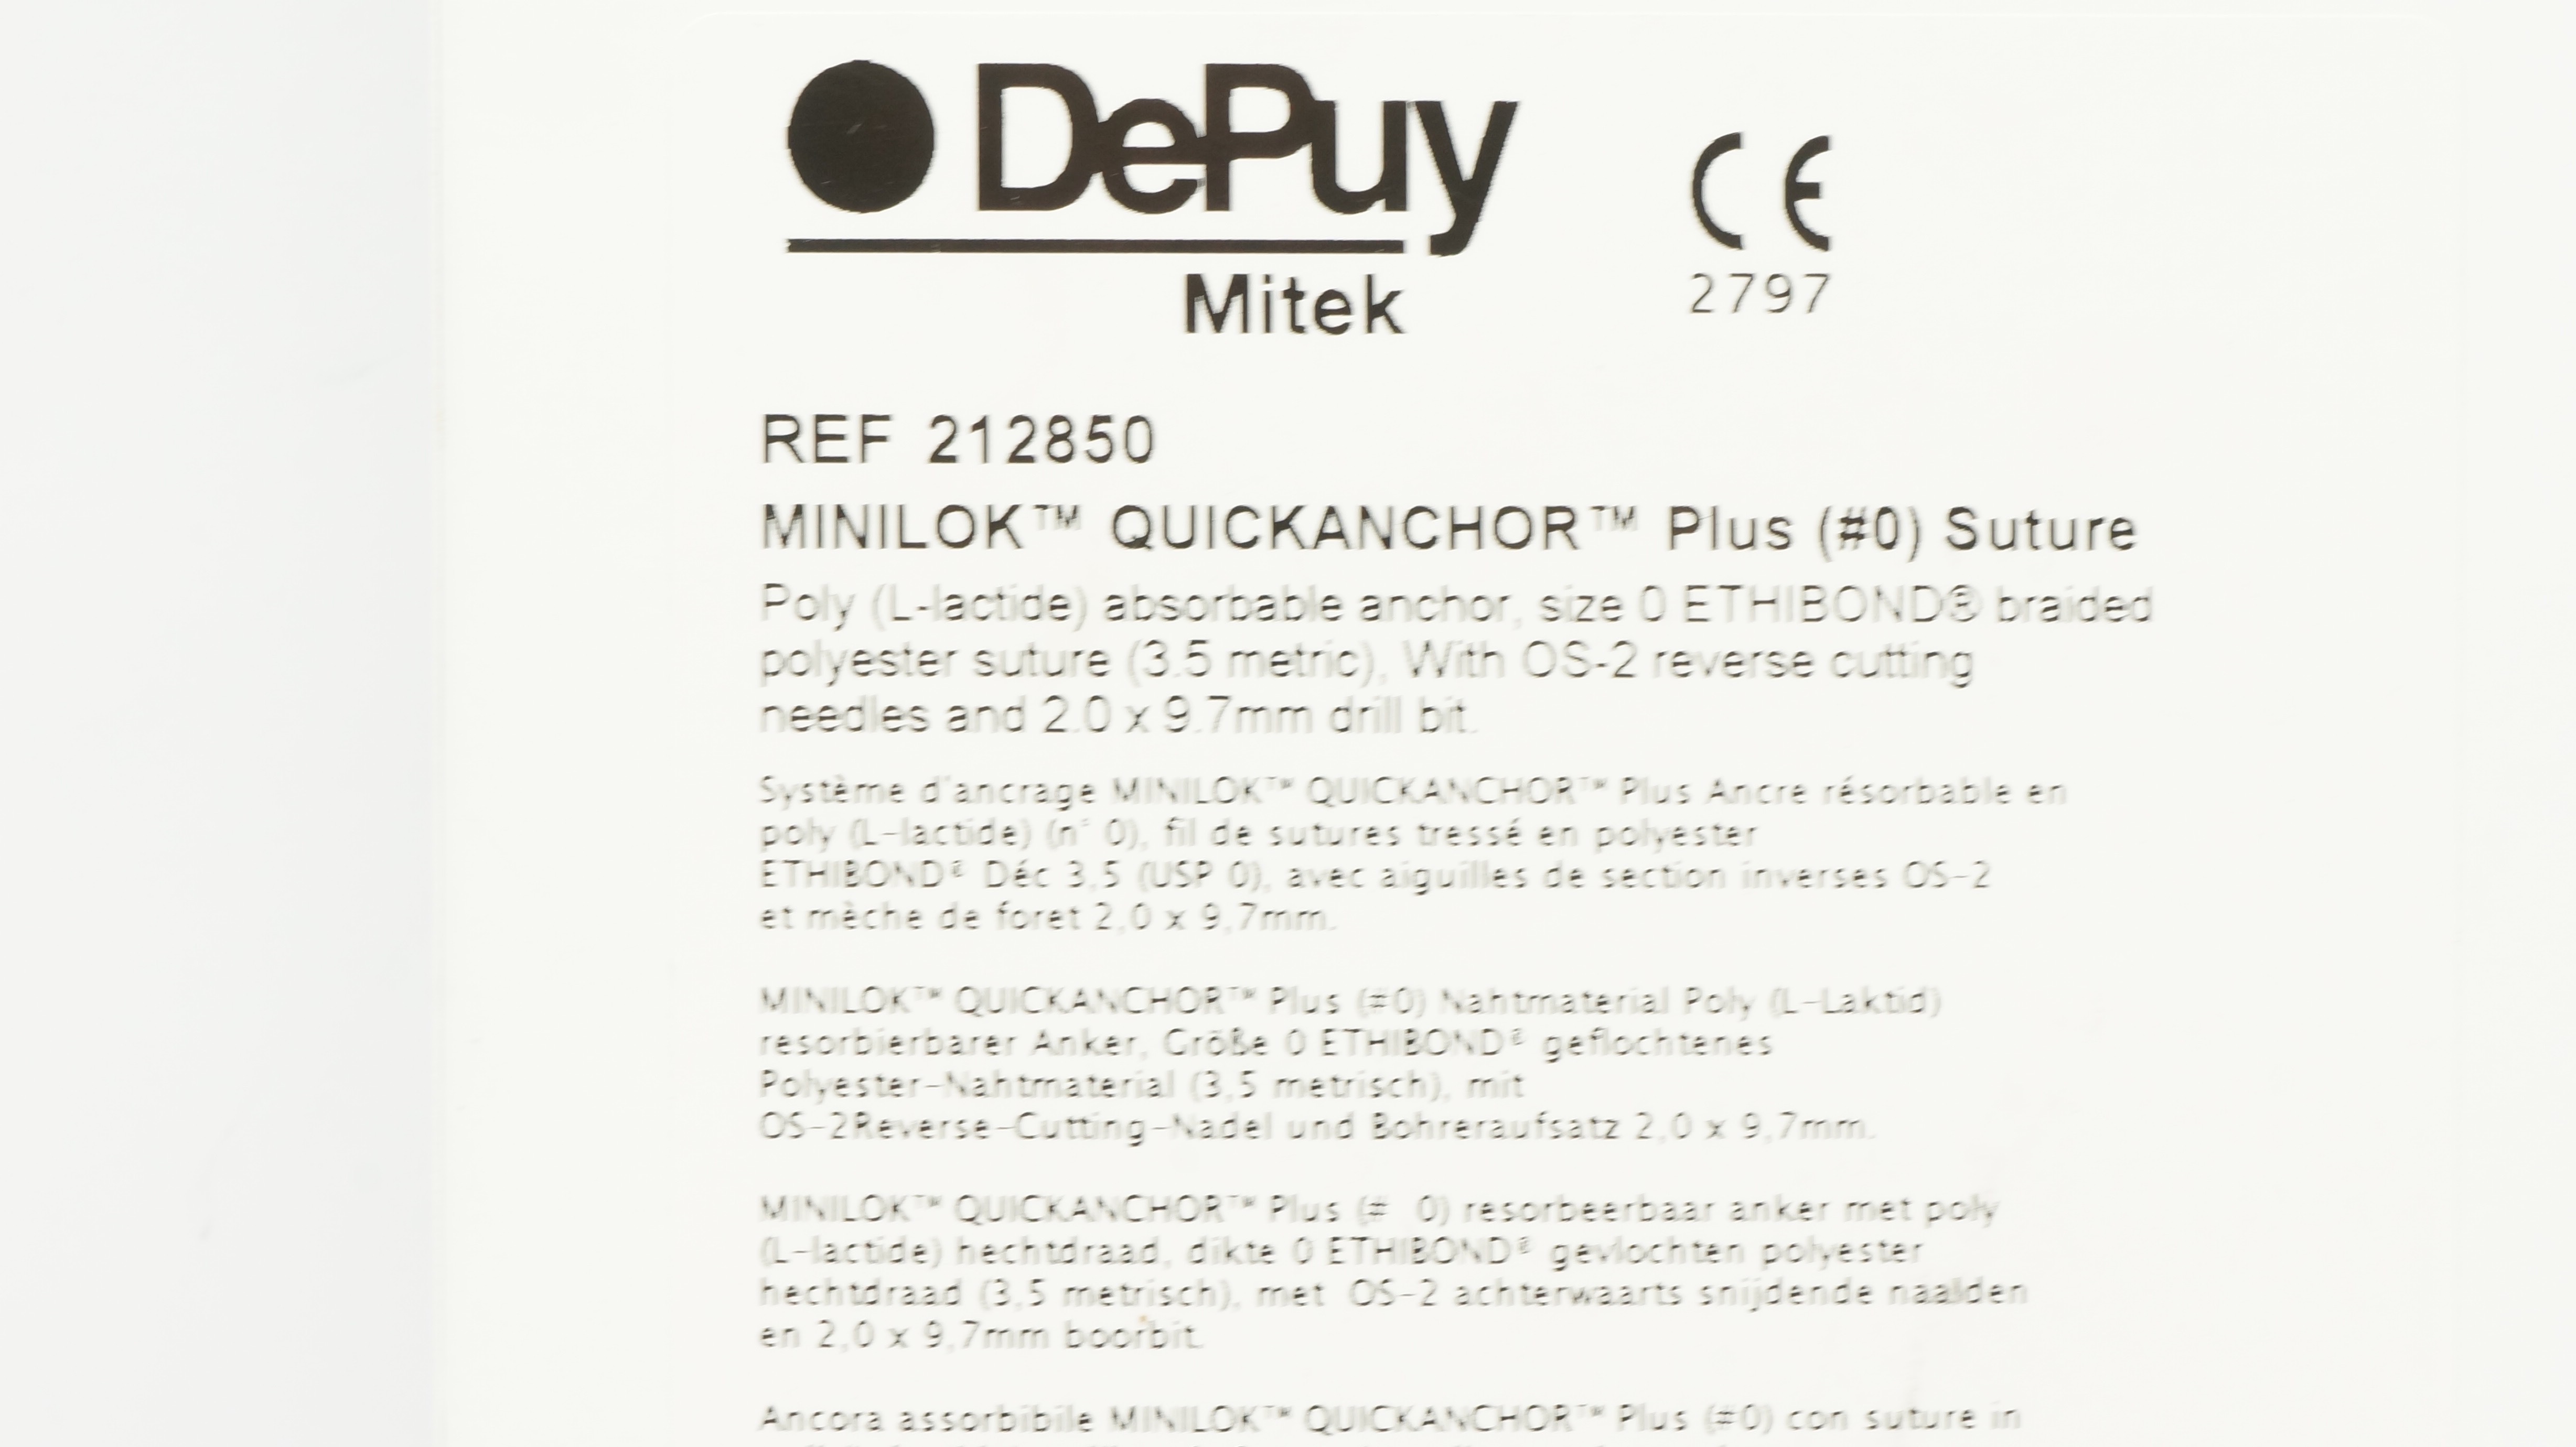 DePuy
Mitek
CE
2797
REF 212850
MINILOK™ QUICKANCHOR™ Plus (#0) Suture
Poly (L-lactide) absorbable anchor, size 0 ETHIBOND® braided
polyester suture (3.5 metric), With OS-2 reverse cutting
needles and 2.0 x 9.7mm drill bit.
Système d'ancrage MINILOK™ QUICKANCHOR™ Plus Ancre résorbable en
poly (L-lactide) (n° 0), fil de sutures tressé en polyester
ETHIBOND® Déc 3,5 (USP 0), avec aiguilles de section inverses OS-2
et mèche de foret 2,0 x 9,7mm.
MINILOK™ QUICKANCHOR™ Plus (#0) Nahtmaterial Poly (L-Laktid)
resorbierbarer Anker, Größe 0 ETHIBOND® geflochtenes
Polyester-Nahtmaterial (3,5 metrisch), mit
OS-2Reverse-Cutting-Nadel und Bohreraufsatz 2,0 x 9,7mm.
MINILOK™ QUICKANCHOR™ Plus (# 0) resorbeerbaar anker met poly
(L-lactide) hechtdraad, dikte 0 ETHIBOND® gevlochten polyester
hechtdraad (3,5 metrisch), met OS-2 achterwaarts snijdende naalden
en 2,0 x 9,7mm boorbit.
Ancora assorbibile MINILOK™ QUICKANCHOR™ Plus (#0) con suture in